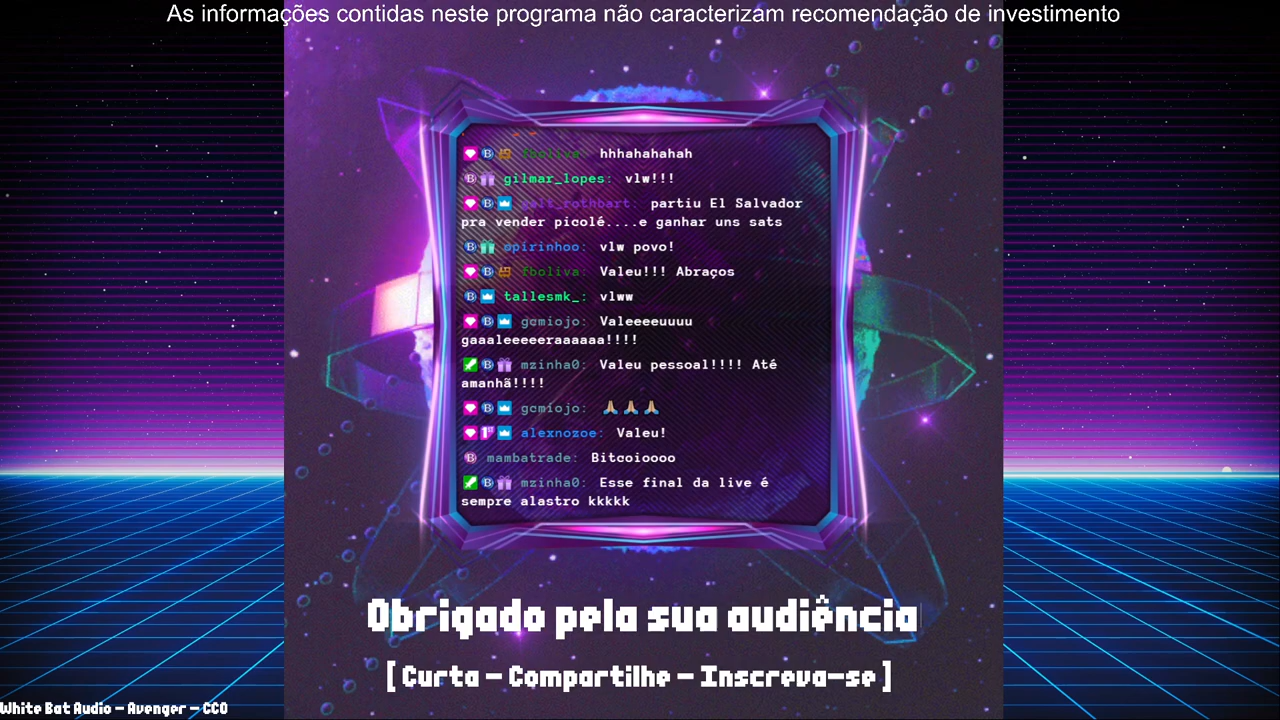 As informações contidas neste programa não caracterizam recomendação de investimento
fboliva: hhhahahahah
gilmar_lopes: vlw!!!
partiu El Salvador
pra vender picolé....e ganhar uns sats
spirinhoo: vlw povo!
fboliva: Valeu!!! Abraços
tallesmk_: vlww
gcmiojo: Valeeeeuuuu
gaaaleeeeeraaaaaa!!!!
mzinha0: Valeu pessoal!!!! Até
amanhã!!!!
gcmiojo: 🙏🏽🙏🏽🙏🏽
alexnozoe: Valeu!
mambatrade: Bitcoioooo
mzinha0: Esse final da live é
sempre alastro kkkkk
Obrigado pela sua audiência
[ Curta - Compartilhe - Inscreva-se ]
White Bat Audio - Avenger - CC0